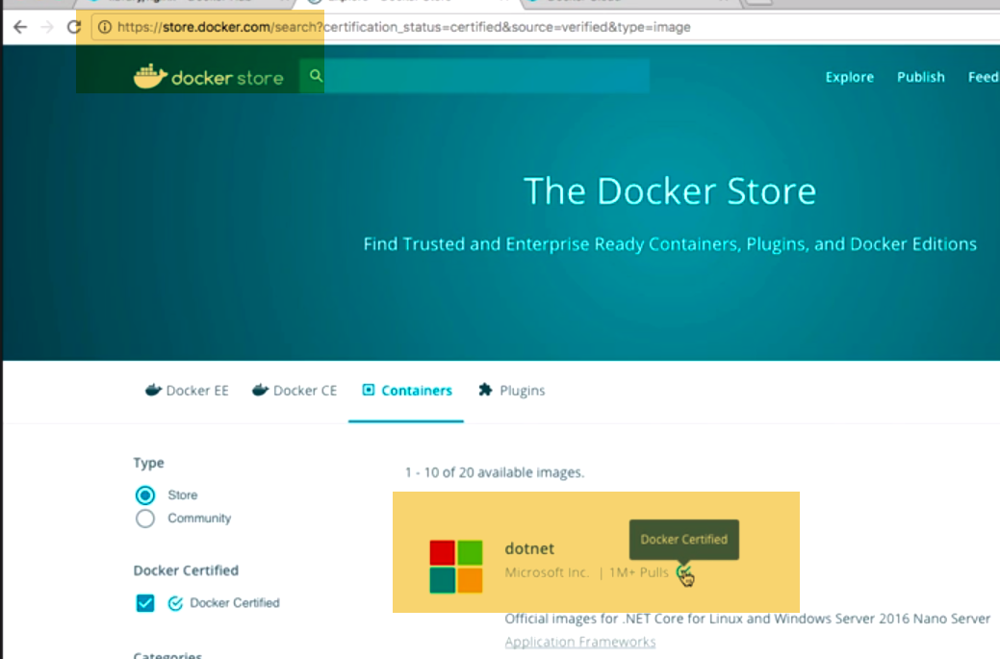 https://store.docker.com/search?certification_status=certified&source=verified&type=image
docker store
Explore Publish Feed
The Docker Store
Find Trusted and Enterprise Ready Containers, Plugins, and Docker Editions
Docker EE Docker CE Containers Plugins
Type
1 - 10 of 20 available images.
Store
Community
Docker Certified
dotnet
Microsoft Inc. | 1M+ Pulls
Docker Certified
Docker Certified
Official images for .NET Core for Linux and Windows Server 2016 Nano Server
Application Frameworks
Categories